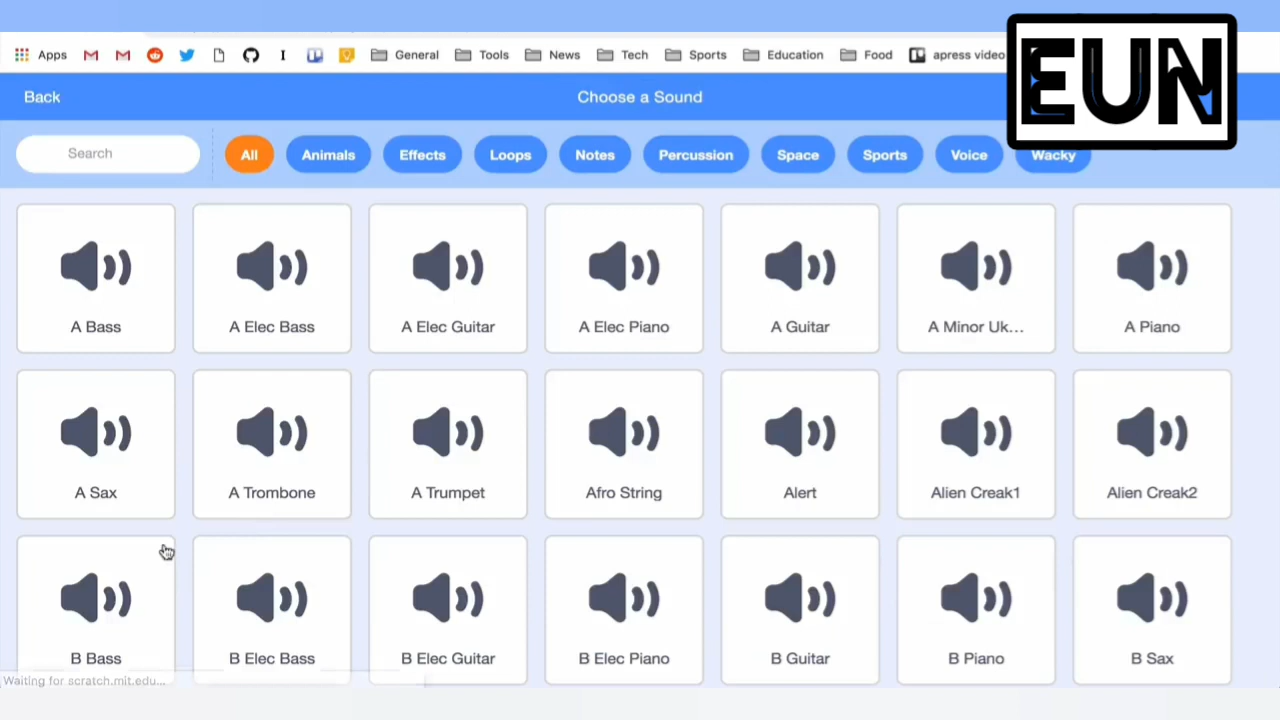 Apps General Tools News Tech Sports Education Food apress video
EUN
Back Choose a Sound
Search All Animals Effects Loops Notes Percussion Space Sports Voice Wacky
A Bass A Elec Bass A Elec Guitar A Elec Piano A Guitar A Minor Uk... A Piano
A Sax A Trombone A Trumpet Afro String Alert Alien Creak1 Alien Creak2
B Bass B Elec Bass B Elec Guitar B Elec Piano B Guitar B Piano B Sax
Waiting for scratch.mit.edu...